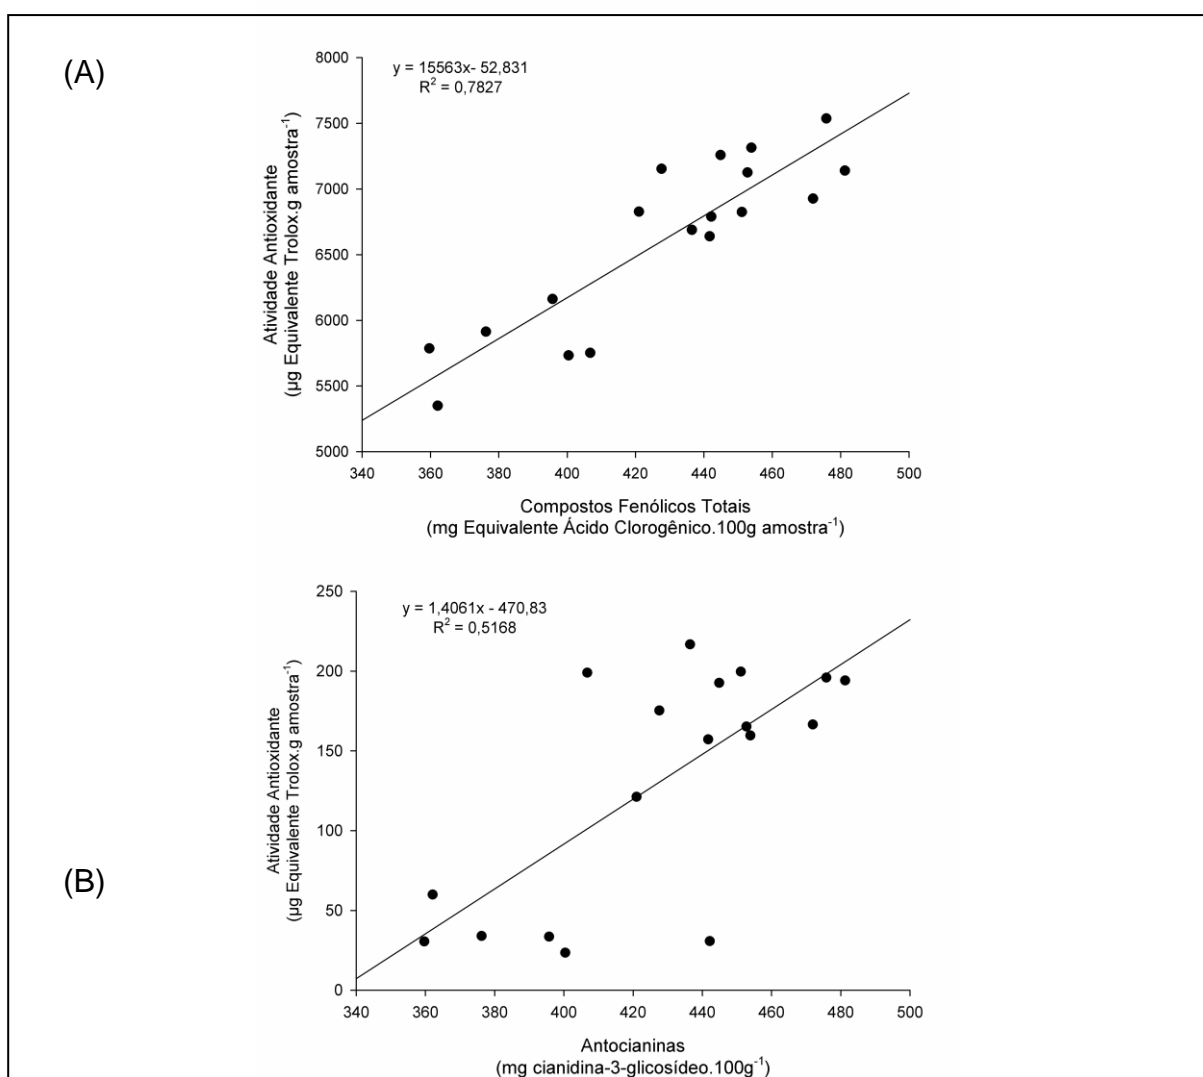 (A)
y = 15563x- 52,831
R² = 0,7827
Atividade Antioxidante
(µg Equivalente Trolox.g amostra⁻¹)
8000
7500
7000
6500
6000
5500
5000
340 360 380 400 420 440 460 480 500
Compostos Fenólicos Totais
(mg Equivalente Ácido Clorogênico.100g amostra⁻¹)
(B)
y = 1,4061x - 470,83
R² = 0,5168
Atividade Antioxidante
(µg Equivalente Trolox.g amostra⁻¹)
250
200
150
100
50
0
340 360 380 400 420 440 460 480 500
Antocianinas
(mg cianidina-3-glicosídeo.100g⁻¹)